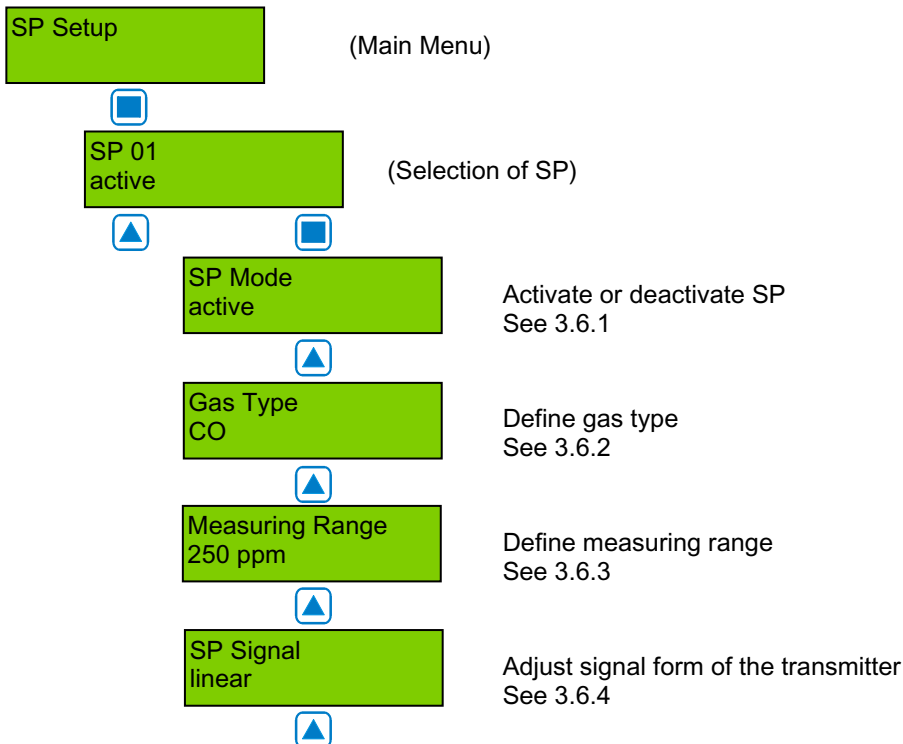 SP Setup
(Main Menu)
SP 01
active
(Selection of SP)
SP Mode
active
Activate or deactivate SP
See 3.6.1
Gas Type
CO
Define gas type
See 3.6.2
Measuring Range
250 ppm
Define measuring range
See 3.6.3
SP Signal
linear
Adjust signal form of the transmitter
See 3.6.4